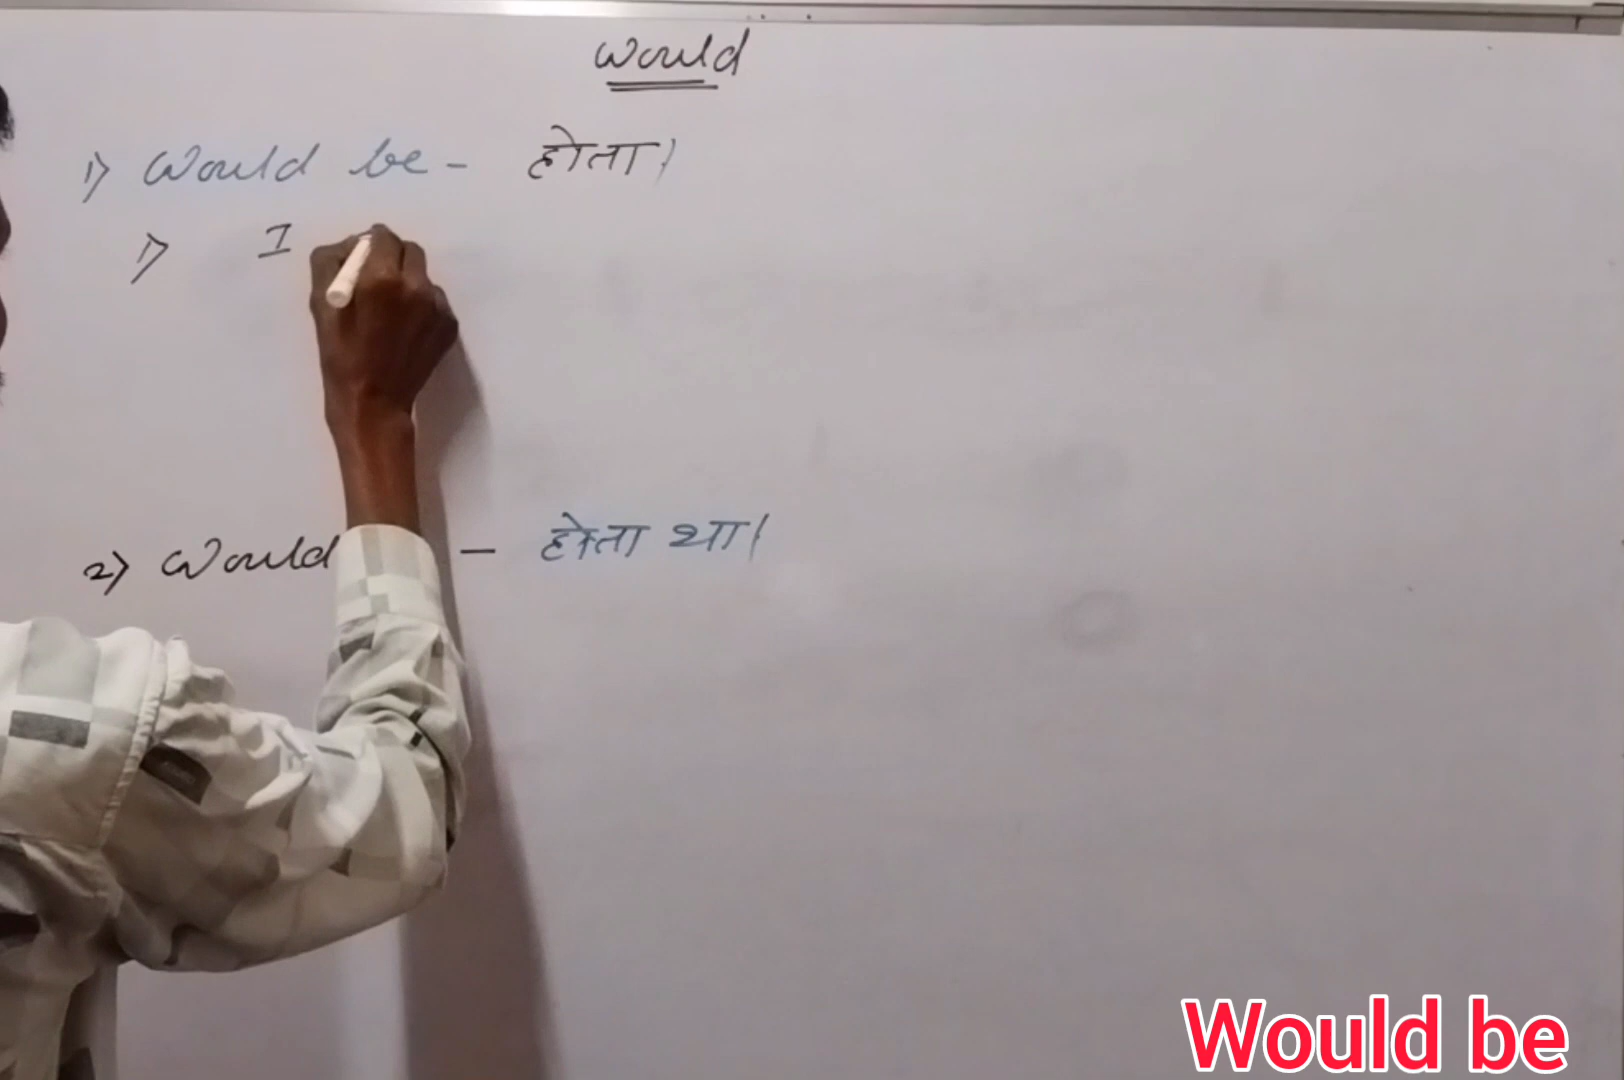 Would
1) Would be - होता।
1) I
2) Would - होता था।
Would be